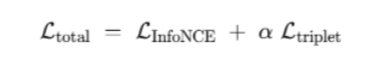 ℒ_total = ℒ_InfoNCE + α ℒ_triplet